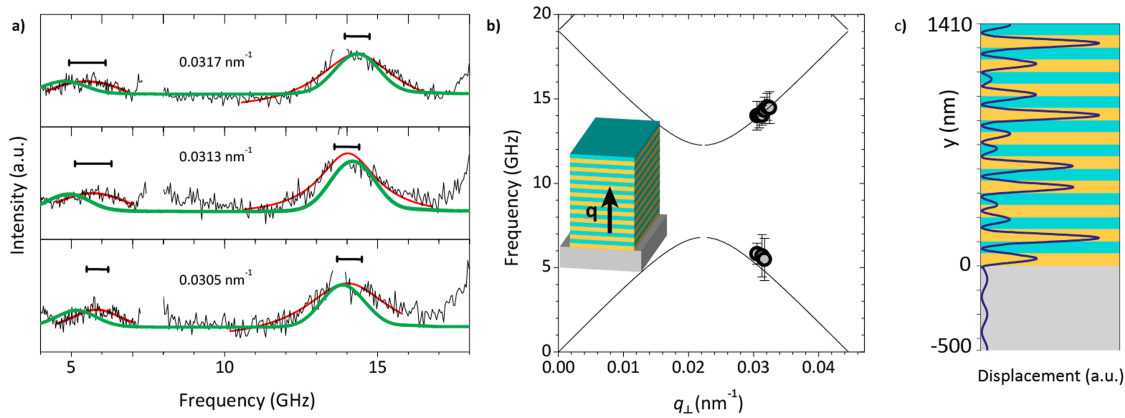 a)
Intensity (a.u.)
0.0317 nm⁻¹
0.0313 nm⁻¹
0.0305 nm⁻¹
5 10 15
Frequency (GHz)
b)
Frequency (GHz)
20
15
10
5
0
q
0.00 0.01 0.02 0.03 0.04
q⊥(nm⁻¹)
c)
y (nm)
1410
0
-500
Displacement (a.u.)